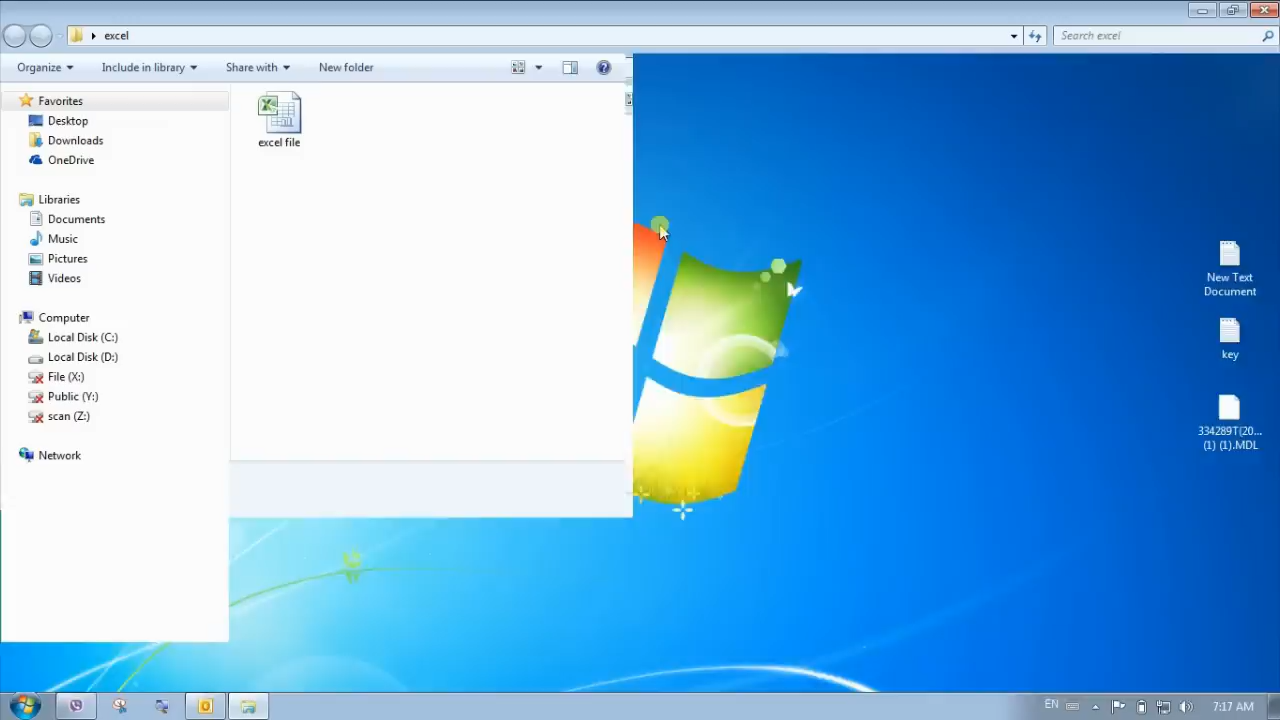 excel
Search excel
Organize
Include in library
Share with
New folder
Favorites
Desktop
Downloads
OneDrive
Libraries
Documents
Music
Pictures
Videos
Computer
Local Disk (C:)
Local Disk (D:)
File (X:)
Public (Y:)
scan (Z:)
Network
excel file
New Text
Document
key
334289T(20...
(1) (1).MDL
EN
7:17 AM